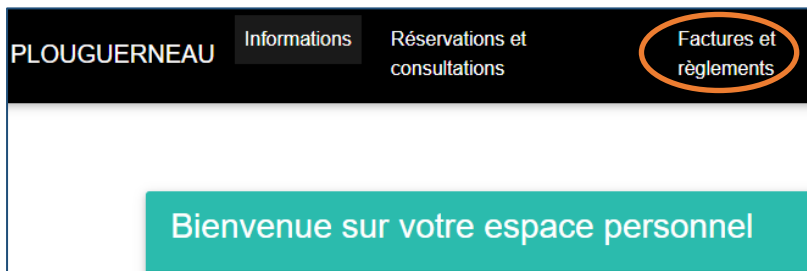 PLOUGUERNEAU
Informations
Réservations et
consultations
Factures et
règlements
Bienvenue sur votre espace personnel